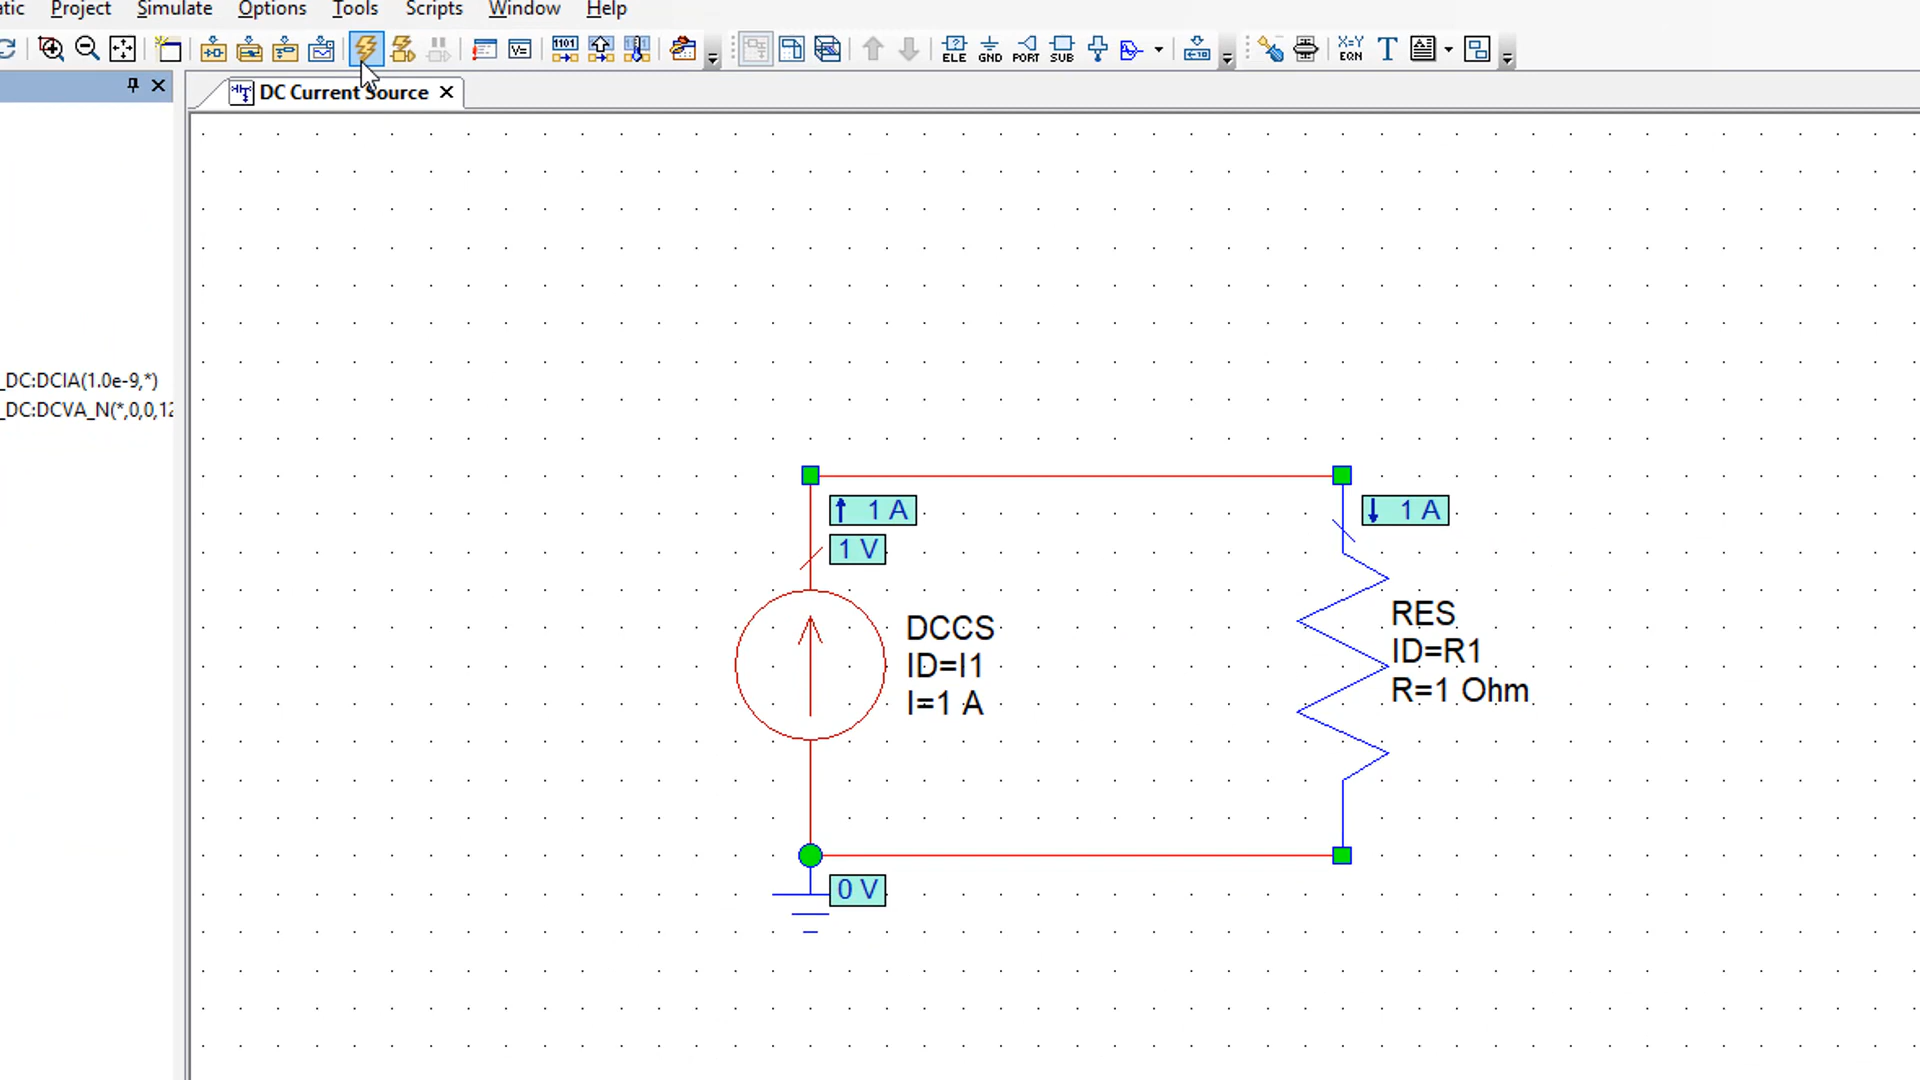 atic Project Simulate Options Tools Scripts Window Help
1101 V= ELE GND PORT SUB X=Y EQN T
DC Current Source
_DC:DCIA(1.0e-9,*)
_DC:DCVA_N(*,0,0,12
1 A
1 A
1 V
DCCS
ID=I1
I=1 A
RES
ID=R1
R=1 Ohm
0 V